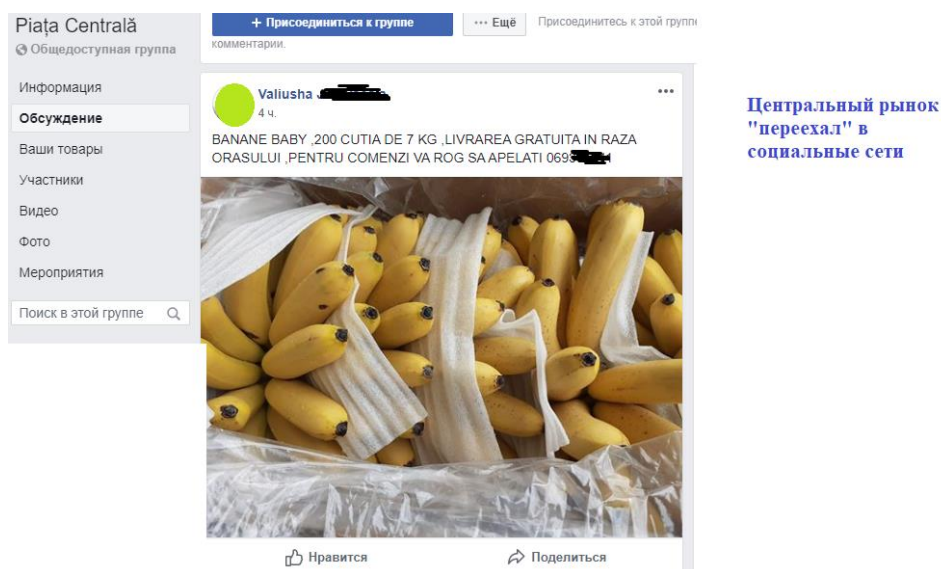 Piața Centrală
Общедоступная группа
Информация
Обсуждение
Ваши товары
Участники
Видео
Фото
Мероприятия
Поиск в этой группе
+ Присоединиться к группе
··· Ещё
Присоединитесь к этой группе
комментарии.
Valiusha
4 ч.
BANANE BABY ,200 CUTIA DE 7 KG ,LIVRAREA GRATUITA IN RAZA
ORASULUI ,PENTRU COMENZI VA ROG SA APELATI 069
Нравится
Поделиться
Центральный рынок
"переехал" в
социальные сети